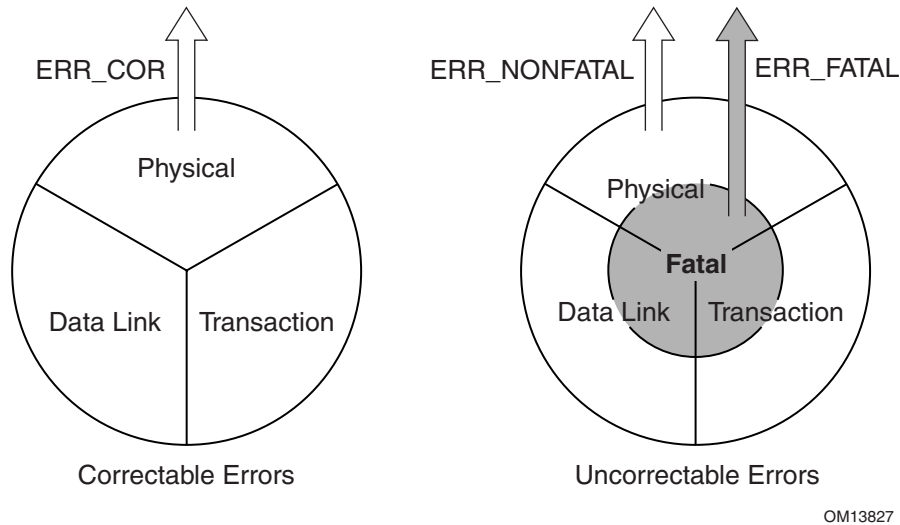 ERR_COR
Physical
Data Link
Transaction
Correctable Errors
ERR_NONFATAL
ERR_FATAL
Physical
Fatal
Data Link
Transaction
Uncorrectable Errors
OM13827